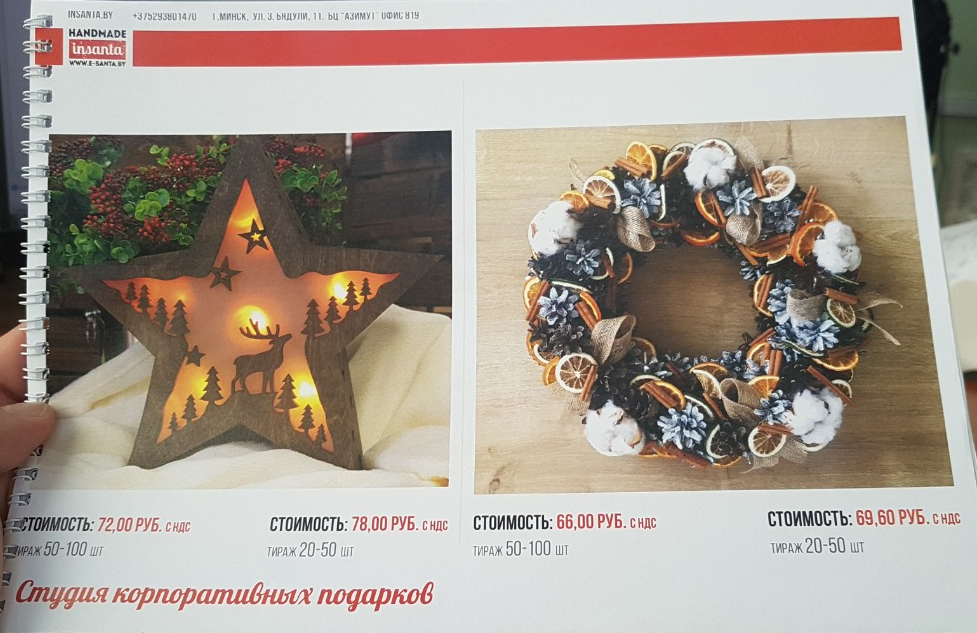 INSANTA.BY +375293801470 Г.МИНСК, УЛ. З. БЯДУЛИ, 11. БЦ "АЗИМУТ" ОФИС 819
HANDMADE
insanta
WWW.E-SANTA.BY
СТОИМОСТЬ: 72,00 РУБ. С НДС СТОИМОСТЬ: 78,00 РУБ. С НДС СТОИМОСТЬ: 66,00 РУБ. С НДС СТОИМОСТЬ: 69,60 РУБ. С НДС
ТИРАЖ 50-100 ШТ ТИРАЖ 20-50 ШТ ТИРАЖ 50-100 ШТ ТИРАЖ 20-50 ШТ
Студия корпоративных подарков